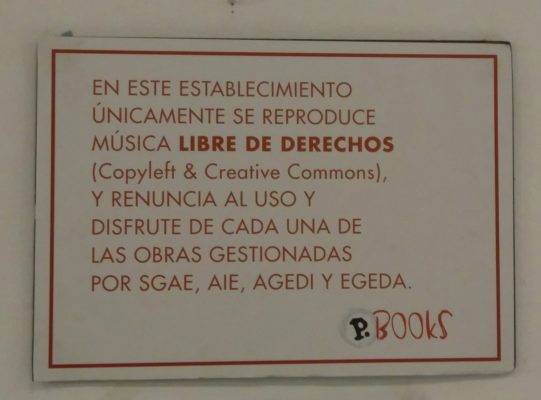 EN ESTE ESTABLECIMIENTO
ÚNICAMENTE SE REPRODUCE
MÚSICA LIBRE DE DERECHOS
(Copyleft & Creative Commons),
Y RENUNCIA AL USO Y
DISFRUTE DE CADA UNA DE
LAS OBRAS GESTIONADAS
POR SGAE, AIE, AGEDI Y EGEDA.
P. BOOKS